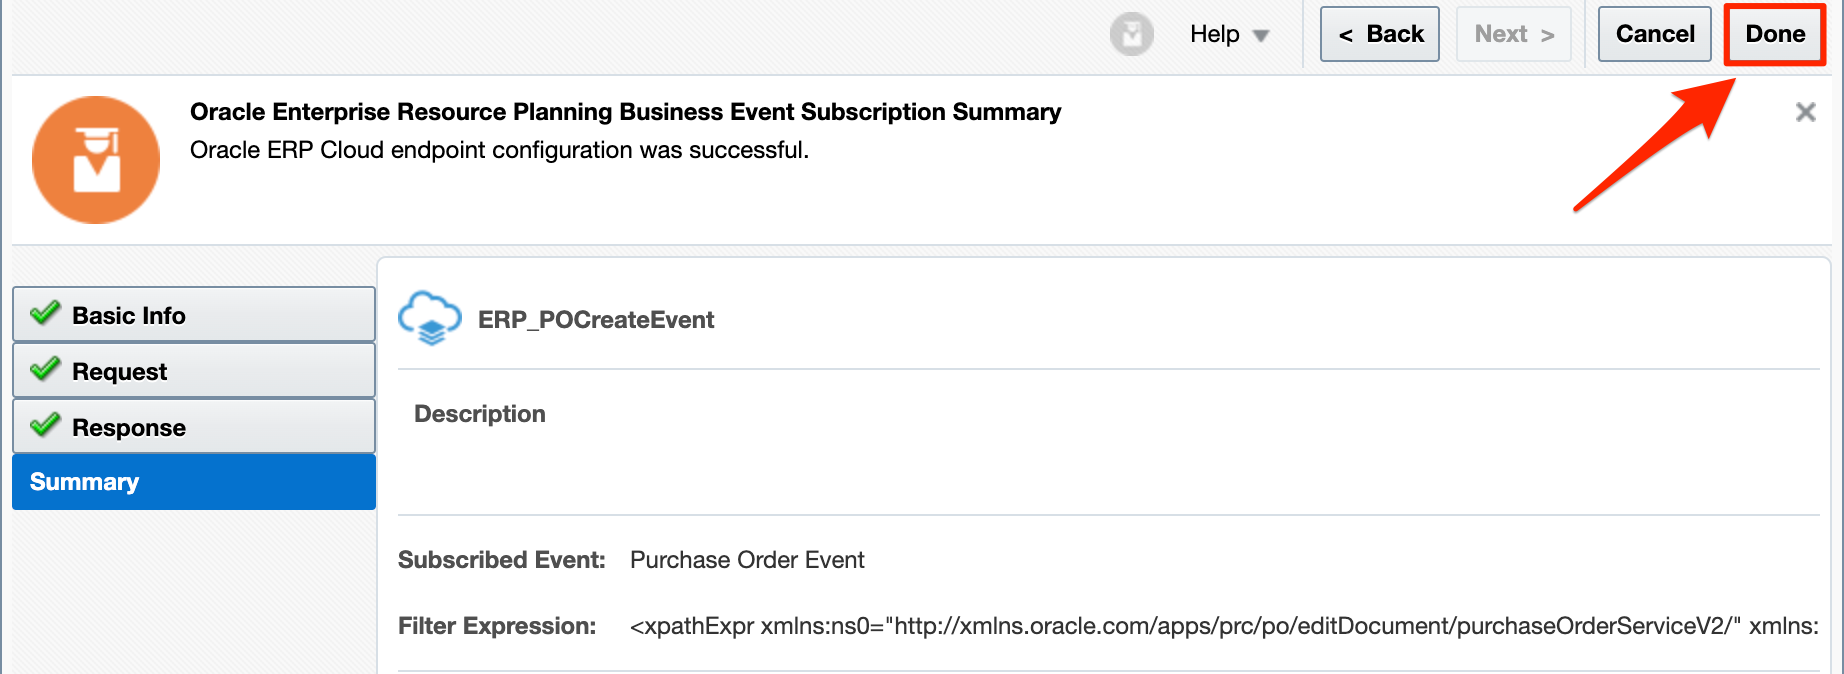 Help
< Back
Next >
Cancel
Done
Oracle Enterprise Resource Planning Business Event Subscription Summary
Oracle ERP Cloud endpoint configuration was successful.
Basic Info
Request
Response
Summary
ERP_POCreateEvent
Description
Subscribed Event: Purchase Order Event
Filter Expression: <xpathExpr xmlns:ns0="http://xmlns.oracle.com/apps/prc/po/editDocument/purchaseOrderServiceV2/" xmlns: